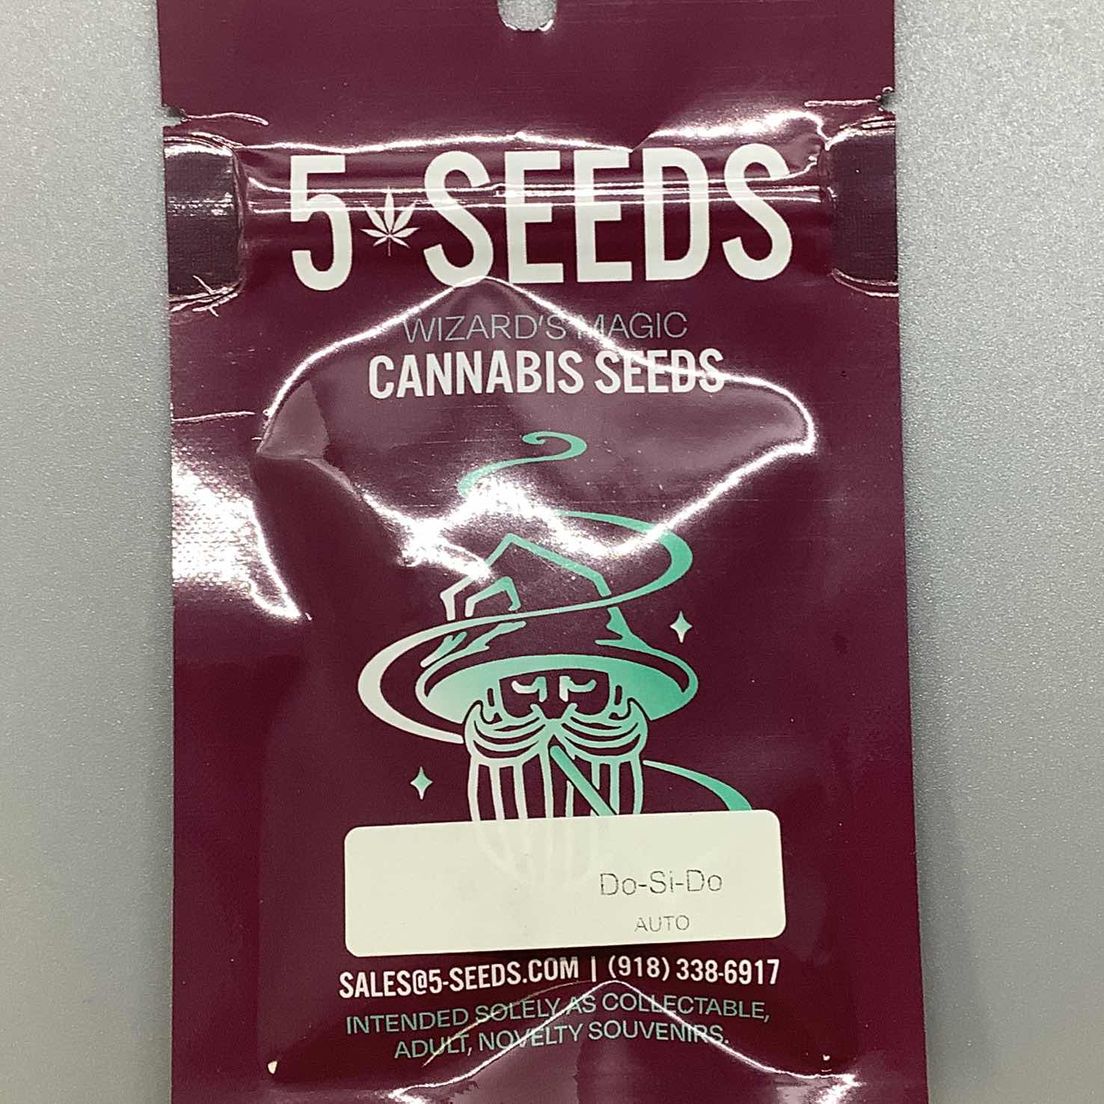 5 SEEDS
WIZARD'S MAGIC
CANNABIS SEEDS
Do-Si-Do
AUTO
SALES@5-SEEDS.COM | (918) 338-6917
INTENDED SOLELY AS COLLECTABLE,
ADULT, NOVELTY SOUVENIRS.